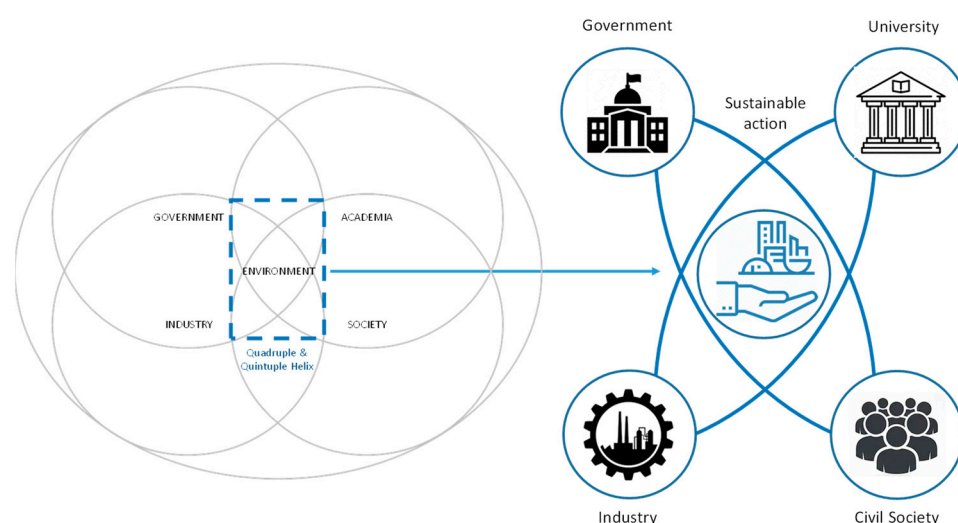 Government
University
Sustainable
action
GOVERNMENT
ACADEMIA
ENVIRONMENT
INDUSTRY
SOCIETY
Quadruple &
Quintuple Helix
Industry
Civil Society